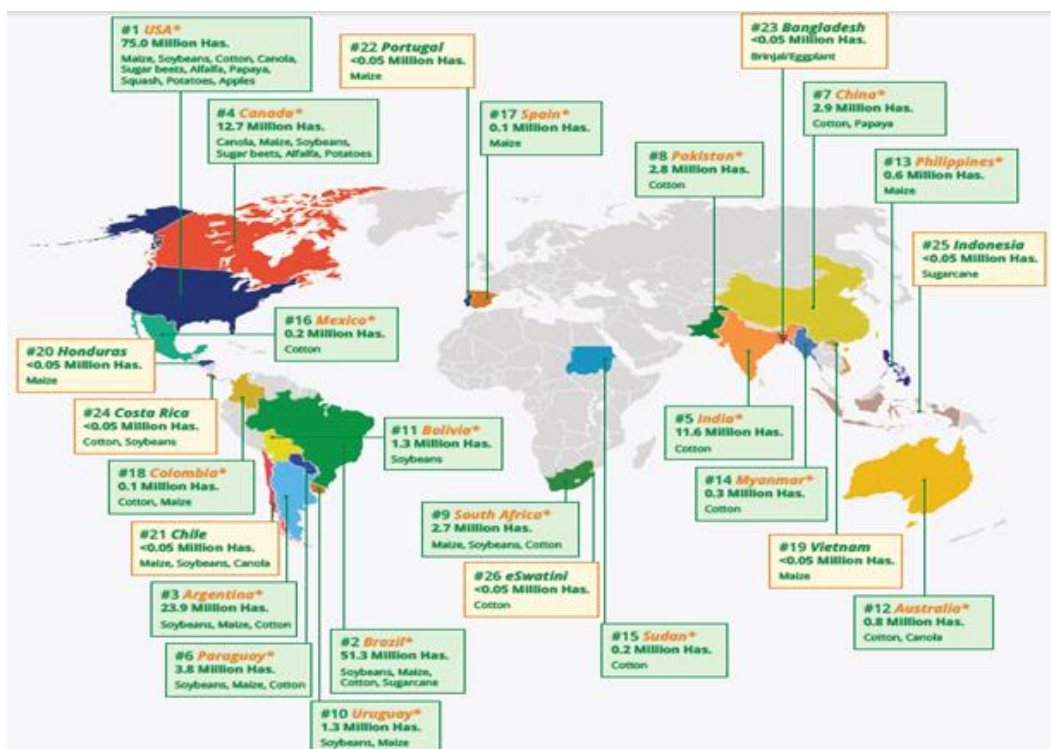 #1 USA*
75.0 Million Has.
Maize, Soybeans, Cotton, Canola,
Sugar beets, Alfalfa, Papaya,
Squash, Potatoes, Apples
#4 Canada*
12.7 Million Has.
Canola, Maize, Soybeans,
Sugar beets, Alfalfa, Potatoes
#22 Portugal
<0.05 Million Has.
Maize
#17 Spain*
0.1 Million Has.
Maize
#23 Bangladesh
<0.05 Million Has.
Brinjal/Eggplant
#7 China*
2.9 Million Has.
Cotton, Papaya
#8 Pakistan*
2.8 Million Has.
Cotton
#13 Philippines*
0.6 Million Has.
Maize
#25 Indonesia
<0.05 Million Has.
Sugarcane
#16 Mexico*
0.2 Million Has.
Cotton
#20 Honduras
<0.05 Million Has.
Maize
#24 Costa Rica
<0.05 Million Has.
Cotton, Soybeans
#11 Bolivia*
1.3 Million Has.
Soybeans
#5 India*
11.6 Million Has.
Cotton
#18 Colombia*
0.1 Million Has.
Cotton, Maize
#14 Myanmar*
0.3 Million Has.
Cotton
#9 South Africa*
2.7 Million Has.
Maize, Soybeans, Cotton
#21 Chile
<0.05 Million Has.
Maize, Soybeans, Canola
#19 Vietnam
<0.05 Million Has.
Maize
#26 eSwatini
<0.05 Million Has.
Cotton
#3 Argentina*
23.9 Million Has.
Soybeans, Maize, Cotton
#12 Australia*
0.8 Million Has.
Cotton, Canola
#15 Sudan*
0.2 Million Has.
Cotton
#2 Brazil*
51.3 Million Has.
Soybeans, Maize,
Cotton, Sugarcane
#6 Paraguay*
3.8 Million Has.
Soybeans, Maize, Cotton
#10 Uruguay*
1.3 Million Has.
Soybeans, Maize